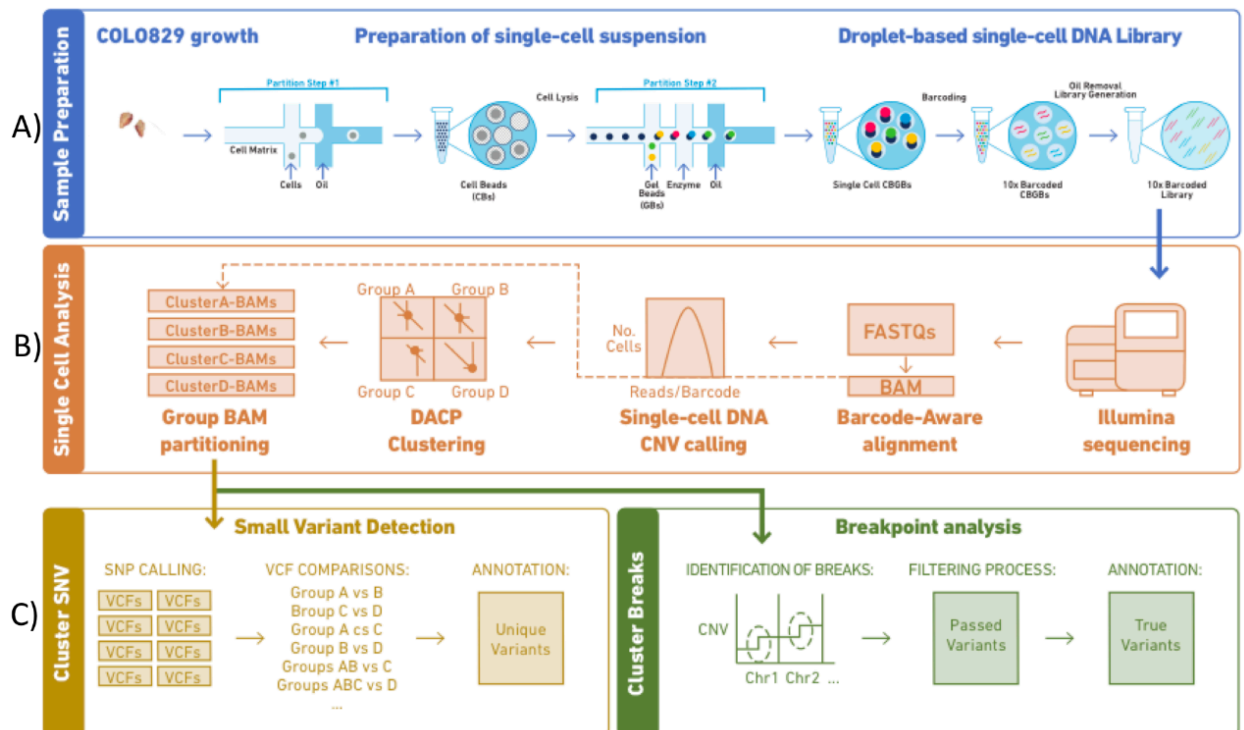 A)
Sample Preparation
COLO829 growth
Preparation of single-cell suspension
Droplet-based single-cell DNA Library
Partition Step #1
Cell Matrix
Cells
Oil
Cell Beads
(CBs)
Cell Lysis
Partition Step #2
Gel
Beads
(GBs)
Enzyme
Oil
Single Cell CBGBs
Barcoding
10x Barcoded
CBGBs
Oil Removal
Library Generation
10x Barcoded
Library
B)
Single Cell Analysis
ClusterA-BAMs
ClusterB-BAMs
ClusterC-BAMs
ClusterD-BAMs
Group BAM
partitioning
Group A
Group B
Group C
Group D
DACP
Clustering
No.
Cells
Reads/Barcode
Single-cell DNA
CNV calling
FASTQs
BAM
Barcode-Aware
alignment
Illumina
sequencing
C)
Cluster SNV
Small Variant Detection
SNP CALLING:
VCFs VCFs
VCFs VCFs
VCFs VCFs
VCFs VCFs
VCF COMPARISONS:
Group A vs B
Broup C vs D
Group A cs C
Group B vs D
Groups AB vs C
Groups ABC vs D
...
ANNOTATION:
Unique
Variants
Cluster Breaks
Breakpoint analysis
IDENTIFICATION OF BREAKS:
CNV
Chr1 Chr2 ...
FILTERING PROCESS:
Passed
Variants
ANNOTATION:
True
Variants